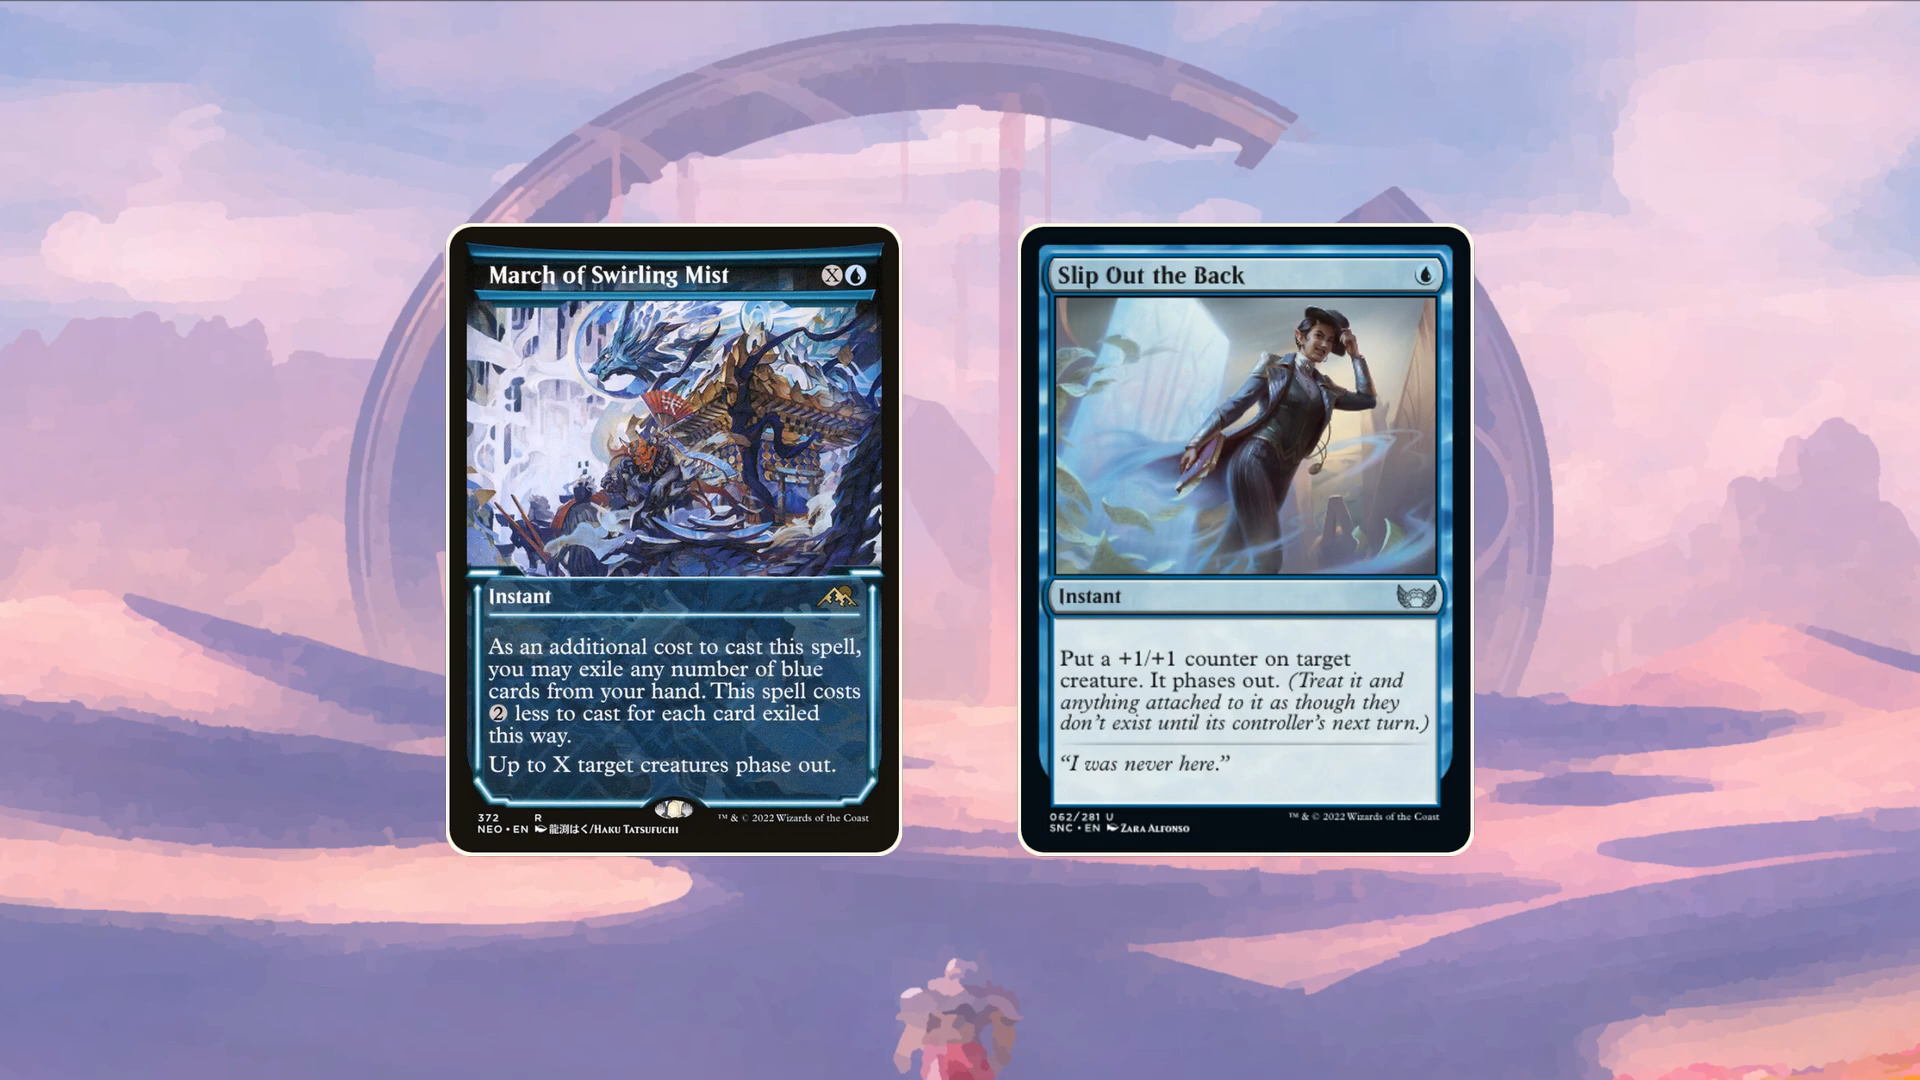 March of Swirling Mist X
Instant
As an additional cost to cast this spell,
you may exile any number of blue
cards from your hand. This spell costs
2 less to cast for each card exiled
this way.
Up to X target creatures phase out.
372 R
NEO • EN 龍渕はく/HAKU TATSUFUCHI
™ & © 2022 Wizards of the Coast
Slip Out the Back
Instant
Put a +1/+1 counter on target
creature. It phases out. (Treat it and
anything attached to it as though they
don't exist until its controller's next turn.)
“I was never here.”
062/281 U
SNC • EN ZARA ALFONSO
™ & © 2022 Wizards of the Coast